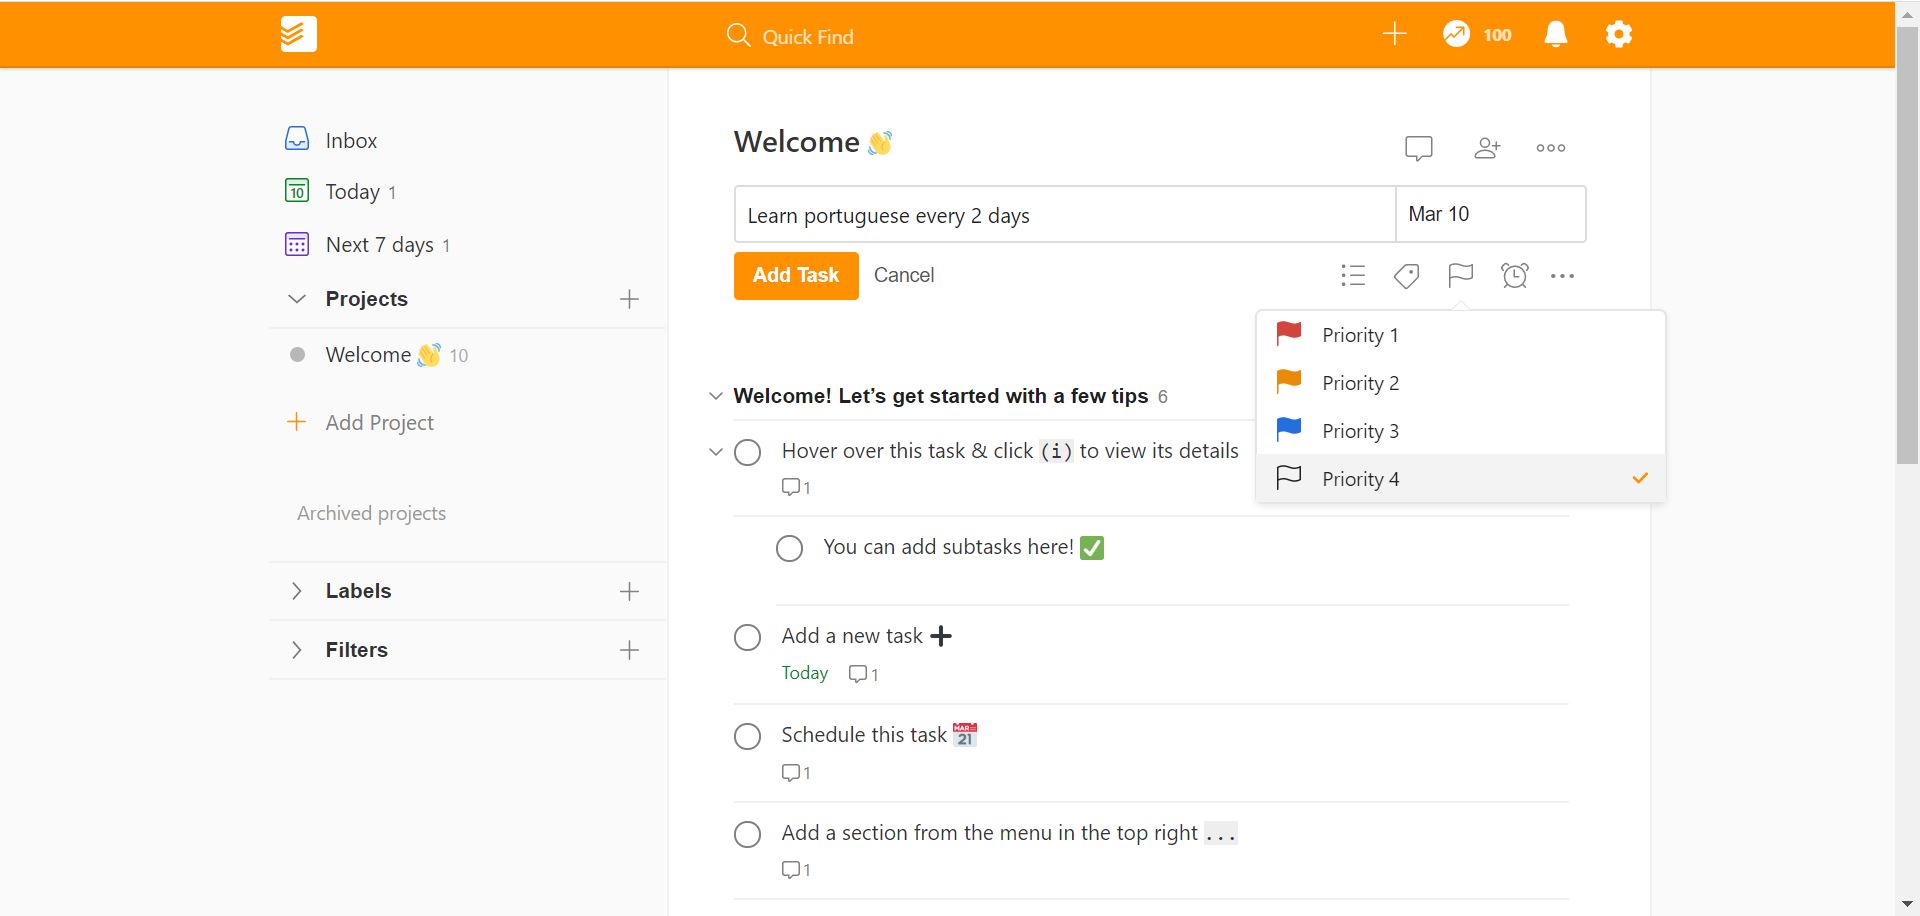 Quick Find
100
Inbox
10 Today 1
Next 7 days 1
Projects
Welcome 👋 10
Add Project
Archived projects
Labels
Filters
Welcome 👋
Learn portuguese every 2 days Mar 10
Add Task Cancel
Priority 1
Priority 2
Priority 3
Priority 4
Welcome! Let’s get started with a few tips 6
Hover over this task & click (i) to view its details
1
You can add subtasks here! ✅
Add a new task ➕
Today 1
Schedule this task 📅 MAR 21
1
Add a section from the menu in the top right ...
1